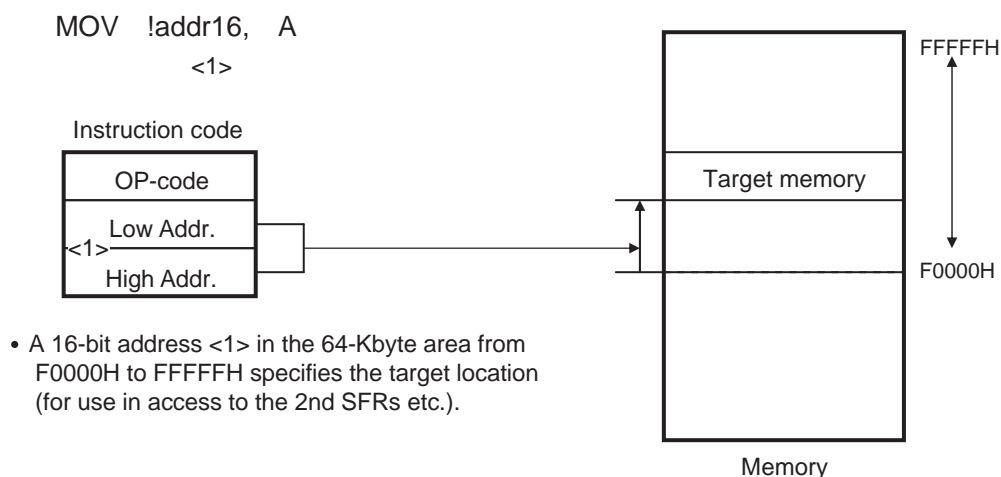 MOV !addr16, A
<1>
Instruction code
OP-code
Low Addr.
<1>
High Addr.
FFFFFH
Target memory
F0000H
Memory
• A 16-bit address <1> in the 64-Kbyte area from
F0000H to FFFFFH specifies the target location
(for use in access to the 2nd SFRs etc.).